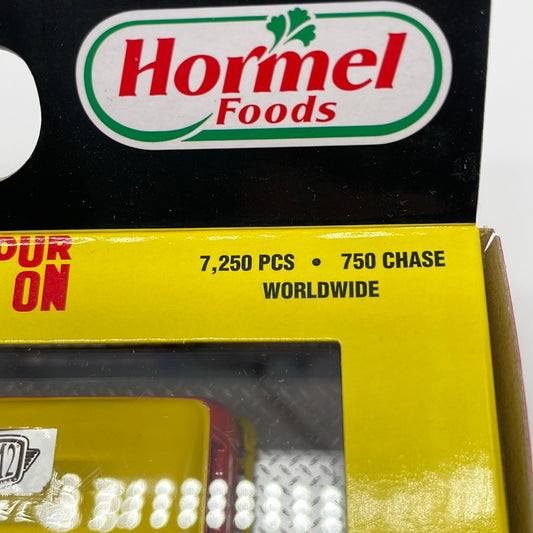 Hormel
Foods
OUR
ON
7,250 PCS • 750 CHASE
WORLDWIDE